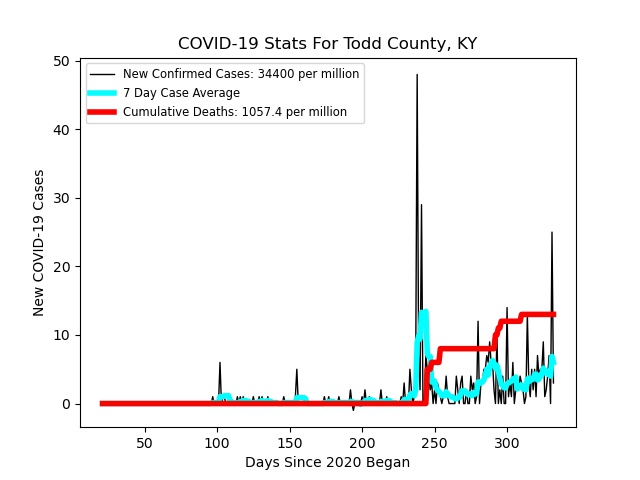 COVID-19 Stats For Todd County, KY
New Confirmed Cases: 34400 per million
7 Day Case Average
Cumulative Deaths: 1057.4 per million
New COVID-19 Cases
50
40
30
20
10
0
50 100 150 200 250 300
Days Since 2020 Began